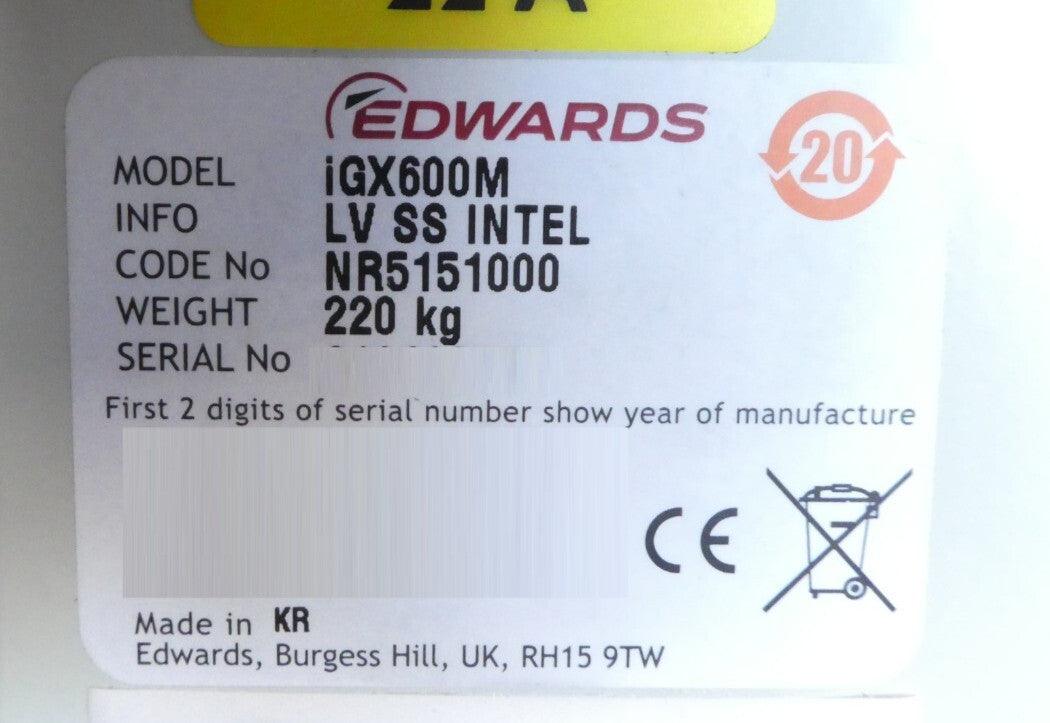 22 A
EDWARDS
20
MODEL iGX600M
INFO LV SS INTEL
CODE No NR5151000
WEIGHT 220 kg
SERIAL No
First 2 digits of serial number show year of manufacture
CE
Made in KR
Edwards, Burgess Hill, UK, RH15 9TW